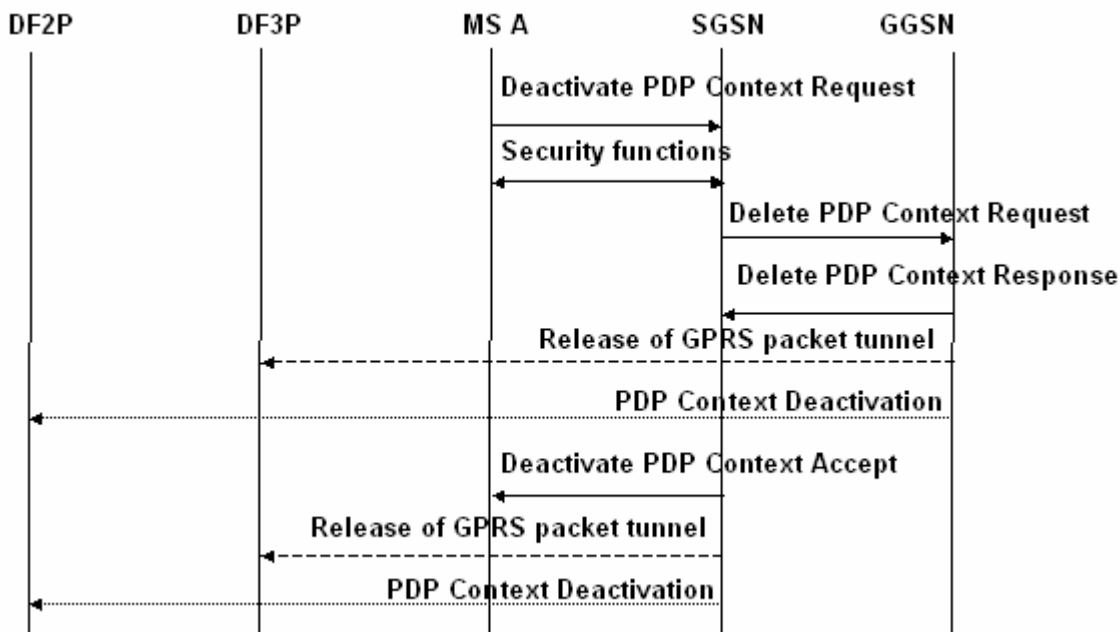 DF2P DF3P MS A SGSN GGSN
Deactivate PDP Context Request
Security functions
Delete PDP Context Request
Delete PDP Context Response
Release of GPRS packet tunnel
PDP Context Deactivation
Deactivate PDP Context Accept
Release of GPRS packet tunnel
PDP Context Deactivation